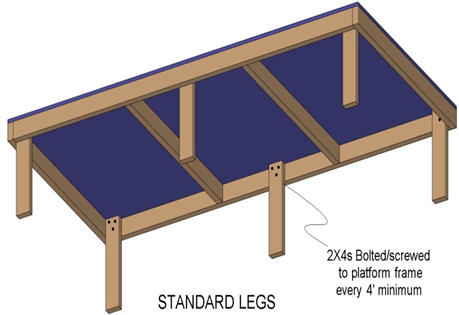 2X4s Bolted/screwed
to platform frame
every 4' minimum
STANDARD LEGS